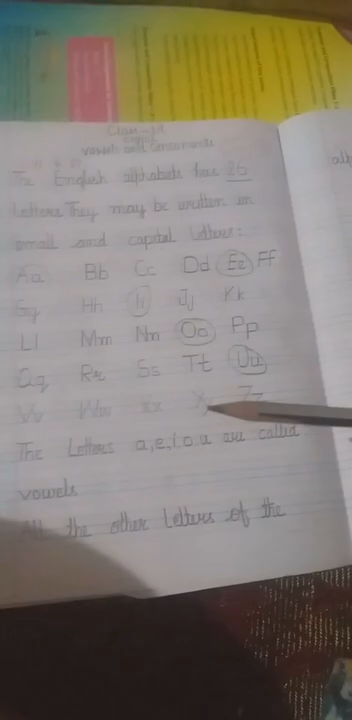 Vowels and Consonants
The English alphabets has 26
letters. They may be written in
small and capital letters:
Aa Bb Cc Dd Ee Ff
Gg Hh Ii Jj Kk
Ll Mm Nn Oo Pp
Qq Rr Ss Tt Uu
Vv Ww Xx Yy Zz
The letters a,e,i,o,u are called
vowels
All the other letters of the